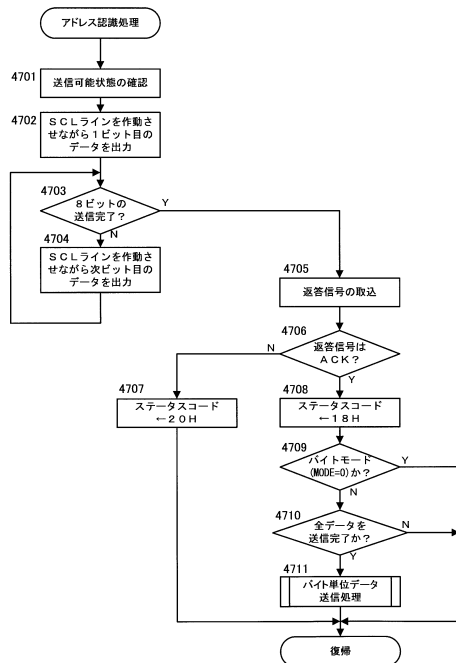 アドレス認識処理
4701
送信可能状態の確認
4702
SCLラインを作動さ
せながら1ビット目の
データを出力
4703
8ビットの
送信完了?
Y
N
4704
SCLラインを作動さ
せながら次ビット目の
データを出力
4705
返答信号の取込
4706
返答信号は
ACK?
N
Y
4707
ステータスコード
←20H
4708
ステータスコード
←18H
4709
バイトモード
(MODE=0)か?
Y
N
4710
全データを
送信完了か?
N
Y
4711
バイト単位データ
送信処理
復帰